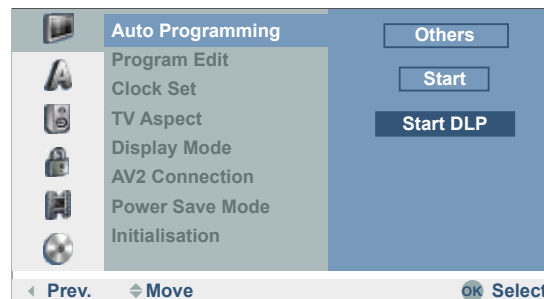 Auto Programming
Program Edit
Clock Set
TV Aspect
Display Mode
AV2 Connection
Power Save Mode
Initialisation
Others
Start
Start DLP
Prev. Move OK Select